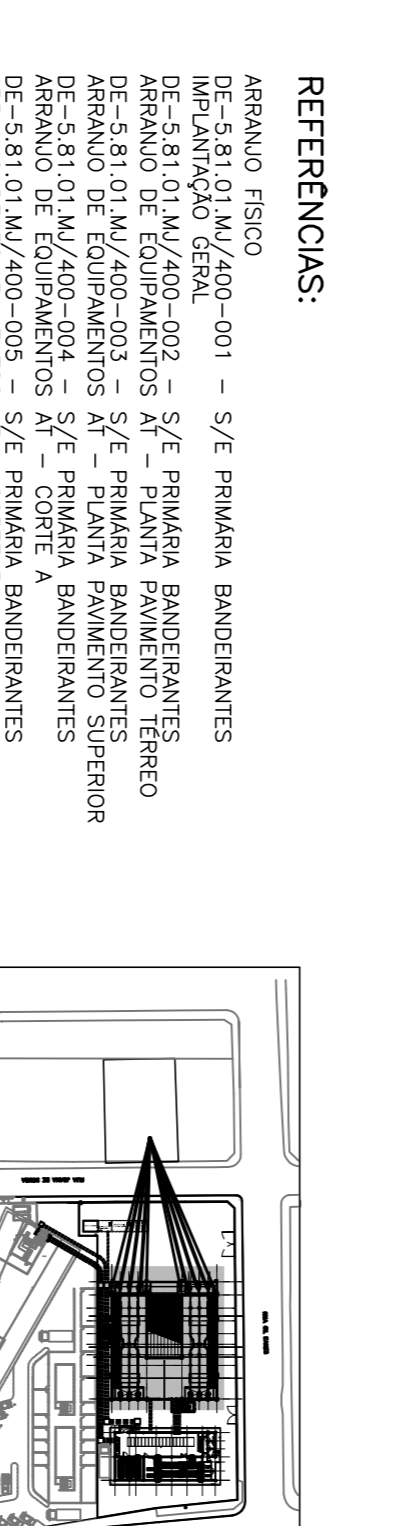 REFERÊNCIAS:
ARRANJO FÍSICO
DE-5.81.01.MJ/400-001 - S/E PRIMÁRIA BANDEIRANTES
IMPLANTAÇÃO GERAL
DE-5.81.01.MJ/400-002 - S/E PRIMÁRIA BANDEIRANTES
ARRANJO DE EQUIPAMENTOS AT - PLANTA PAVIMENTO TÉRREO
DE-5.81.01.MJ/400-003 - S/E PRIMÁRIA BANDEIRANTES
ARRANJO DE EQUIPAMENTOS AT - PLANTA PAVIMENTO SUPERIOR
DE-5.81.01.MJ/400-004 - S/E PRIMÁRIA BANDEIRANTES
ARRANJO DE EQUIPAMENTOS AT - CORTE A
DE-5.81.01.MJ/400-005 - S/E PRIMÁRIA BANDEIRANTES